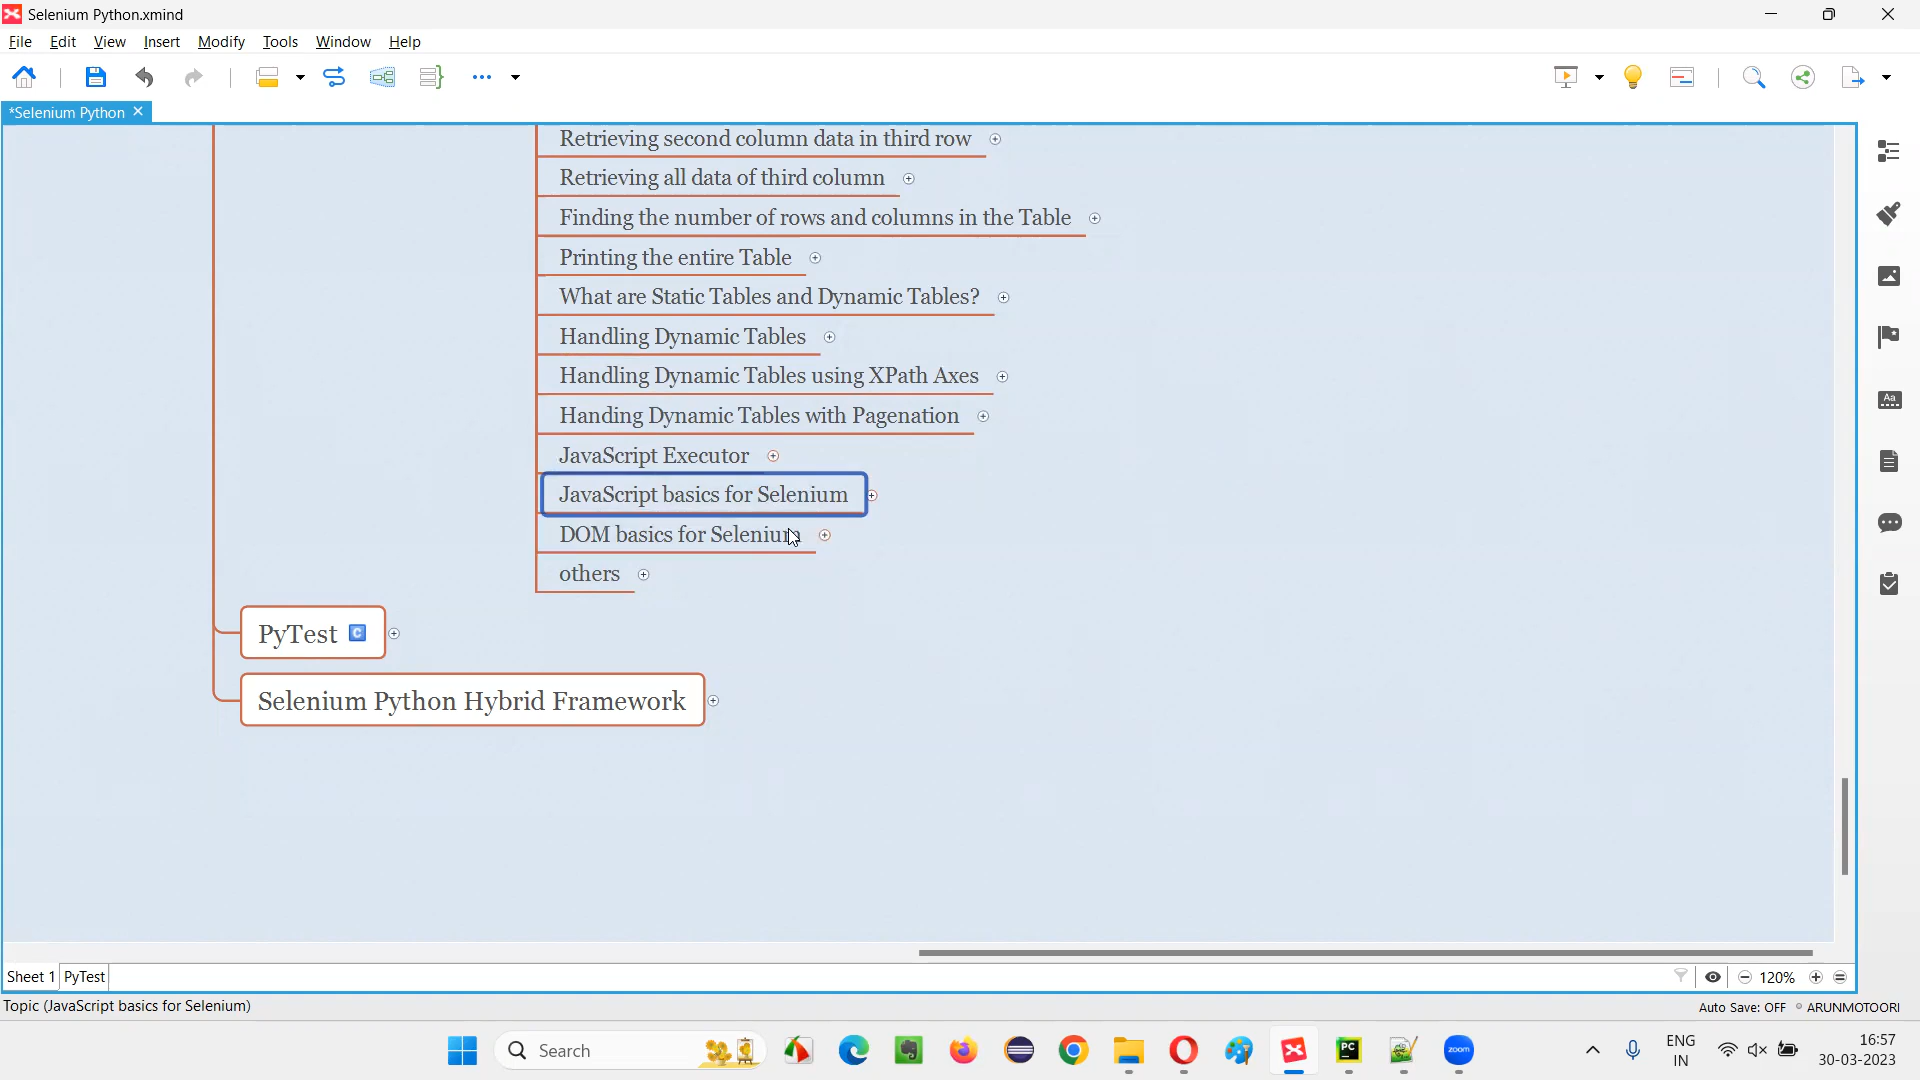 Selenium Python.xmind
File Edit View Insert Modify Tools Window Help
*Selenium Python
Retrieving second column data in third row
Retrieving all data of third column
Finding the number of rows and columns in the Table
Printing the entire Table
What are Static Tables and Dynamic Tables?
Handling Dynamic Tables
Handling Dynamic Tables using XPath Axes
Handing Dynamic Tables with Pagenation
JavaScript Executor
JavaScript basics for Selenium
DOM basics for Selenium
others
PyTest C
Selenium Python Hybrid Framework
Aa
Sheet 1 PyTest
120%
Topic (JavaScript basics for Selenium)
Auto Save: OFF ARUNMOTOORI
Search
PC
zoom
ENG
IN
16:57
30-03-2023